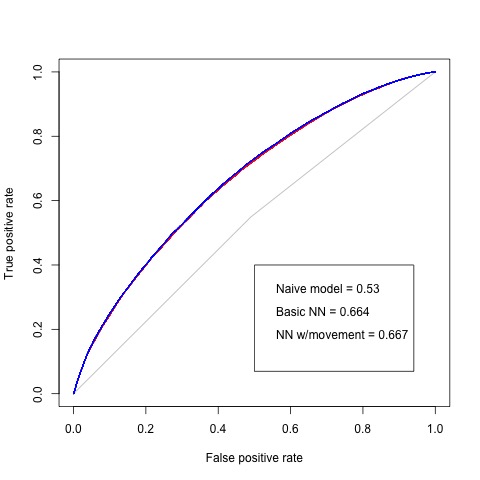 True positive rate
1.0
0.8
0.6
0.4
0.2
0.0
Naive model = 0.53
Basic NN = 0.664
NN w/movement = 0.667
0.0 0.2 0.4 0.6 0.8 1.0
False positive rate